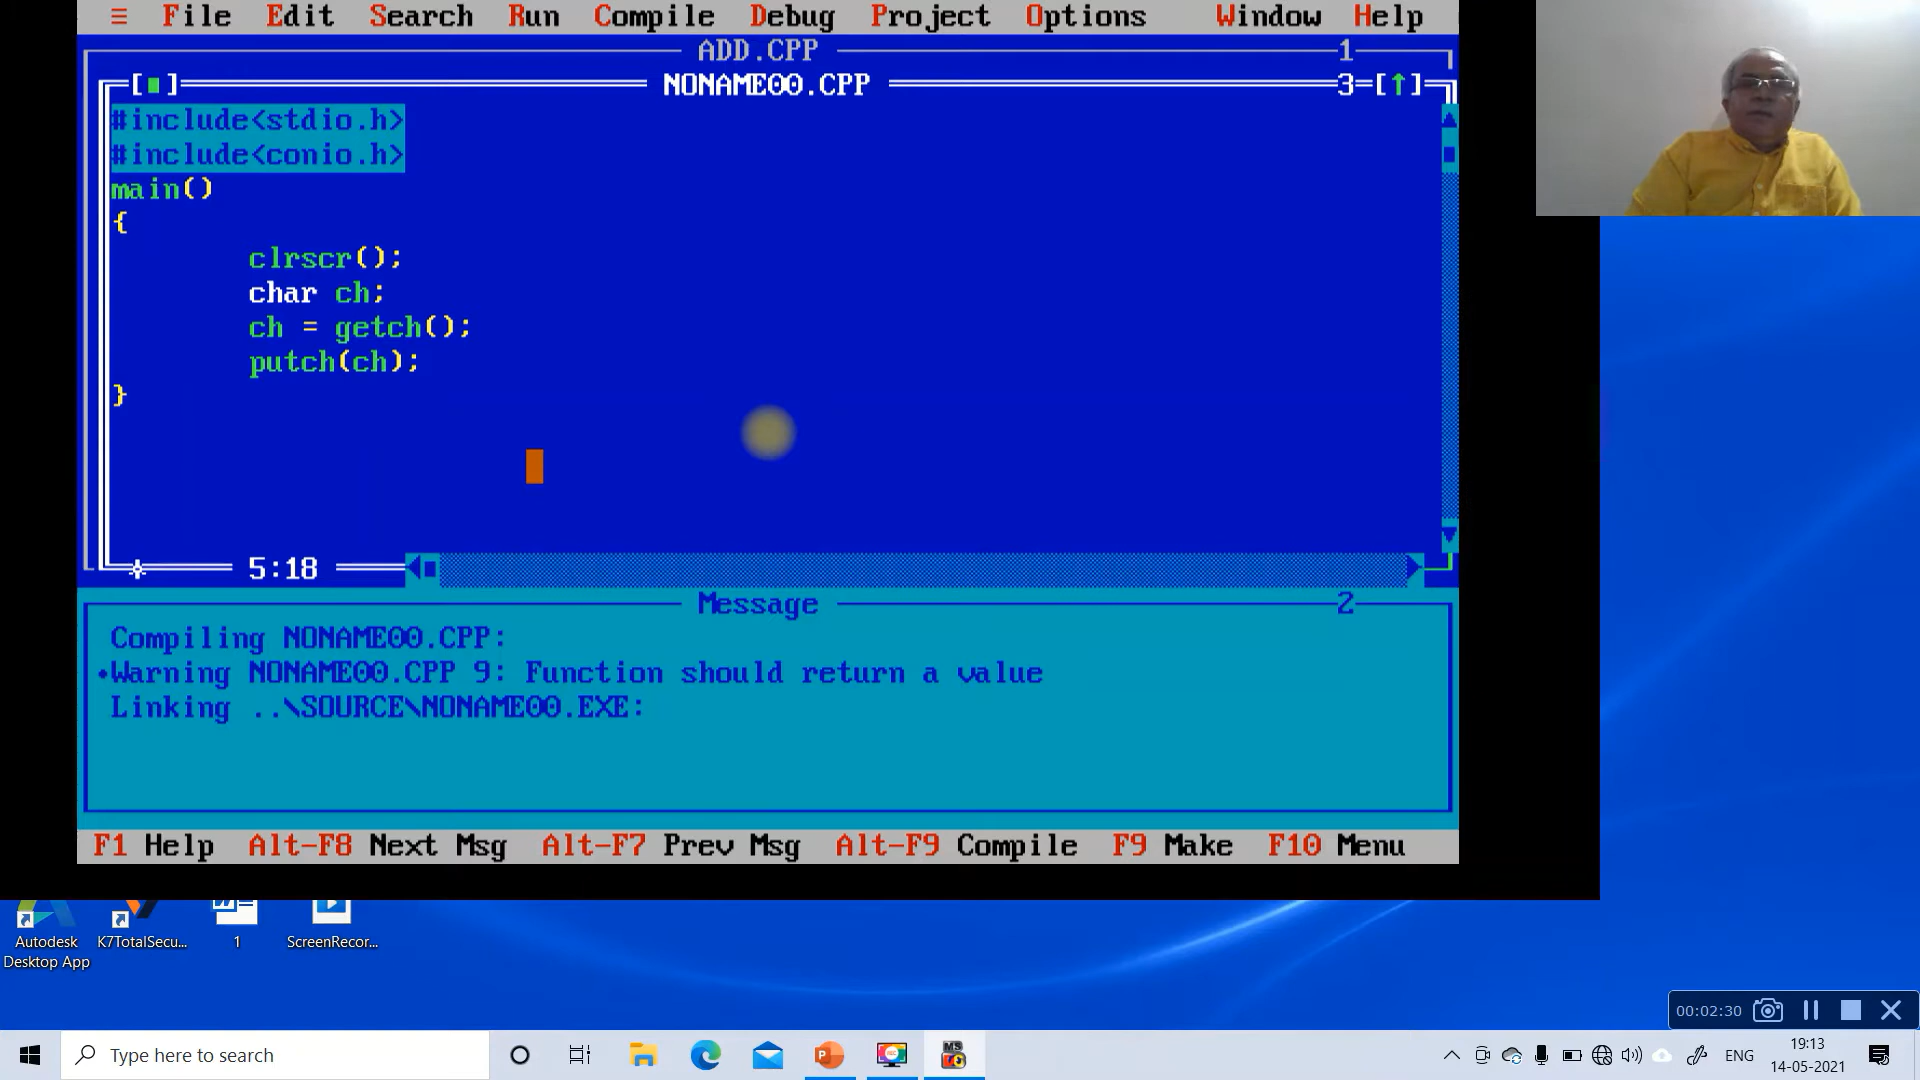 ≡ File Edit Search Run Compile Debug Project Options Window Help
ADD.CPP 1
[■] NONAME00.CPP 3=[↑]
#include<stdio.h>
#include<conio.h>
main()
{
clrscr();
char ch;
ch = getch();
putch(ch);
}
5:18
Message 2
Compiling NONAME00.CPP:
•Warning NONAME00.CPP 9: Function should return a value
Linking ..\SOURCE\NONAME00.EXE:
F1 Help Alt-F8 Next Msg Alt-F7 Prev Msg Alt-F9 Compile F9 Make F10 Menu
Autodesk
Desktop App
K7TotalSecu...
1
ScreenRecor...
00:02:30
Type here to search
ENG
19:13
14-05-2021